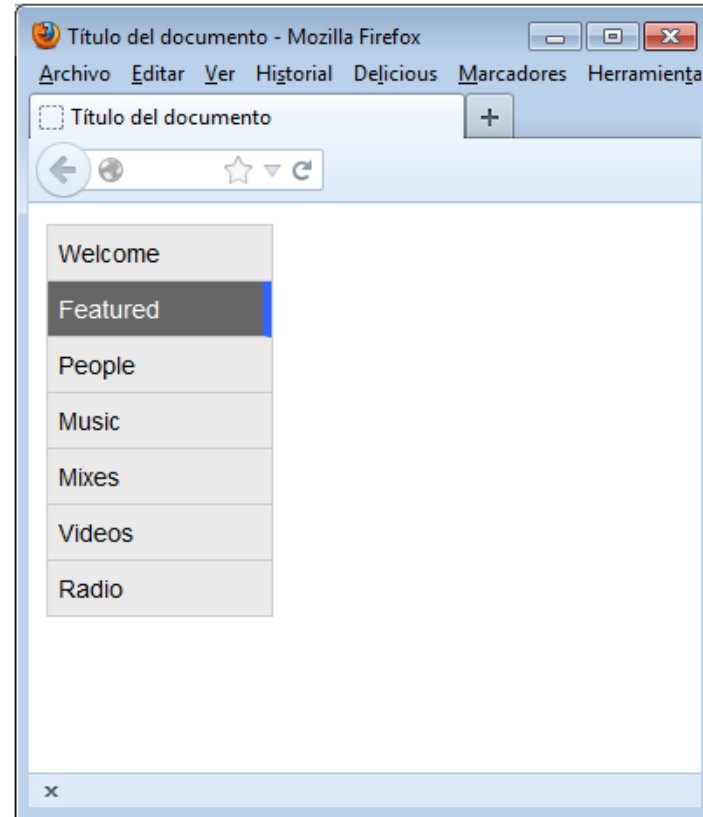 Título del documento - Mozilla Firefox
Archivo Editar Ver Historial Delicious Marcadores Herramienta
Título del documento
Welcome
Featured
People
Music
Mixes
Videos
Radio